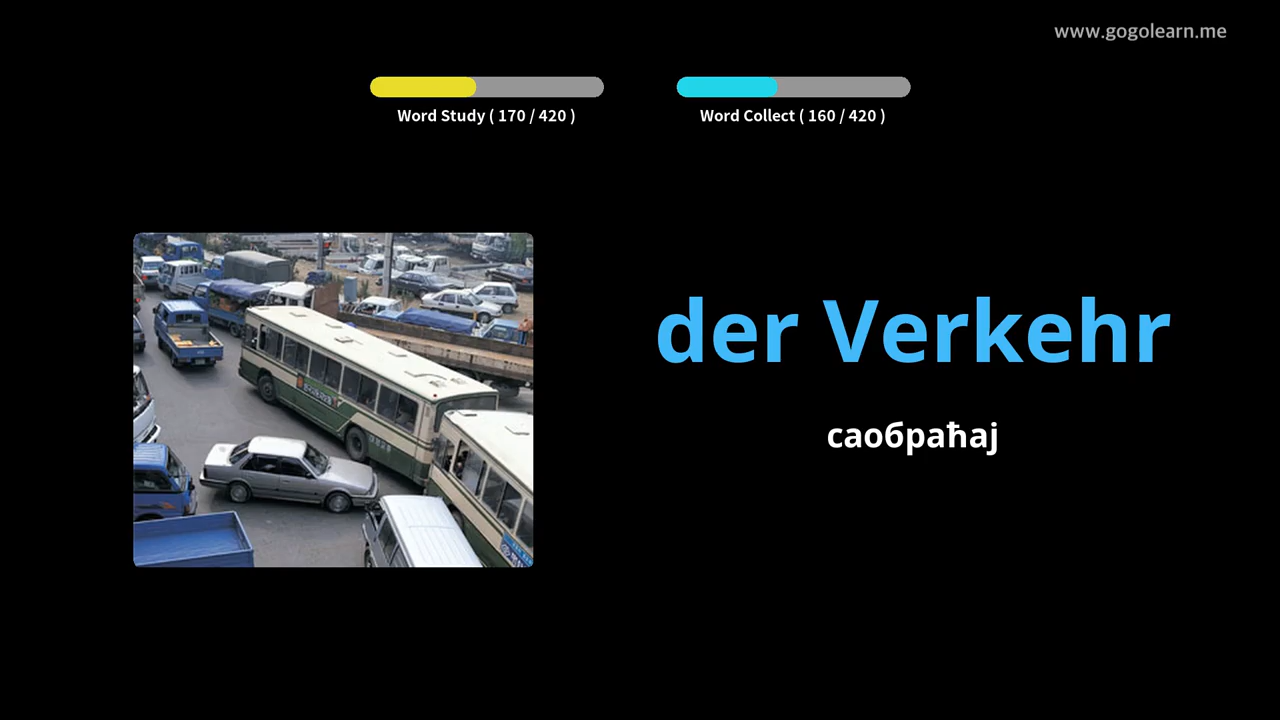 www.gogolearn.me
Word Study ( 170 / 420 )
Word Collect ( 160 / 420 )
der Verkehr
саобраћај